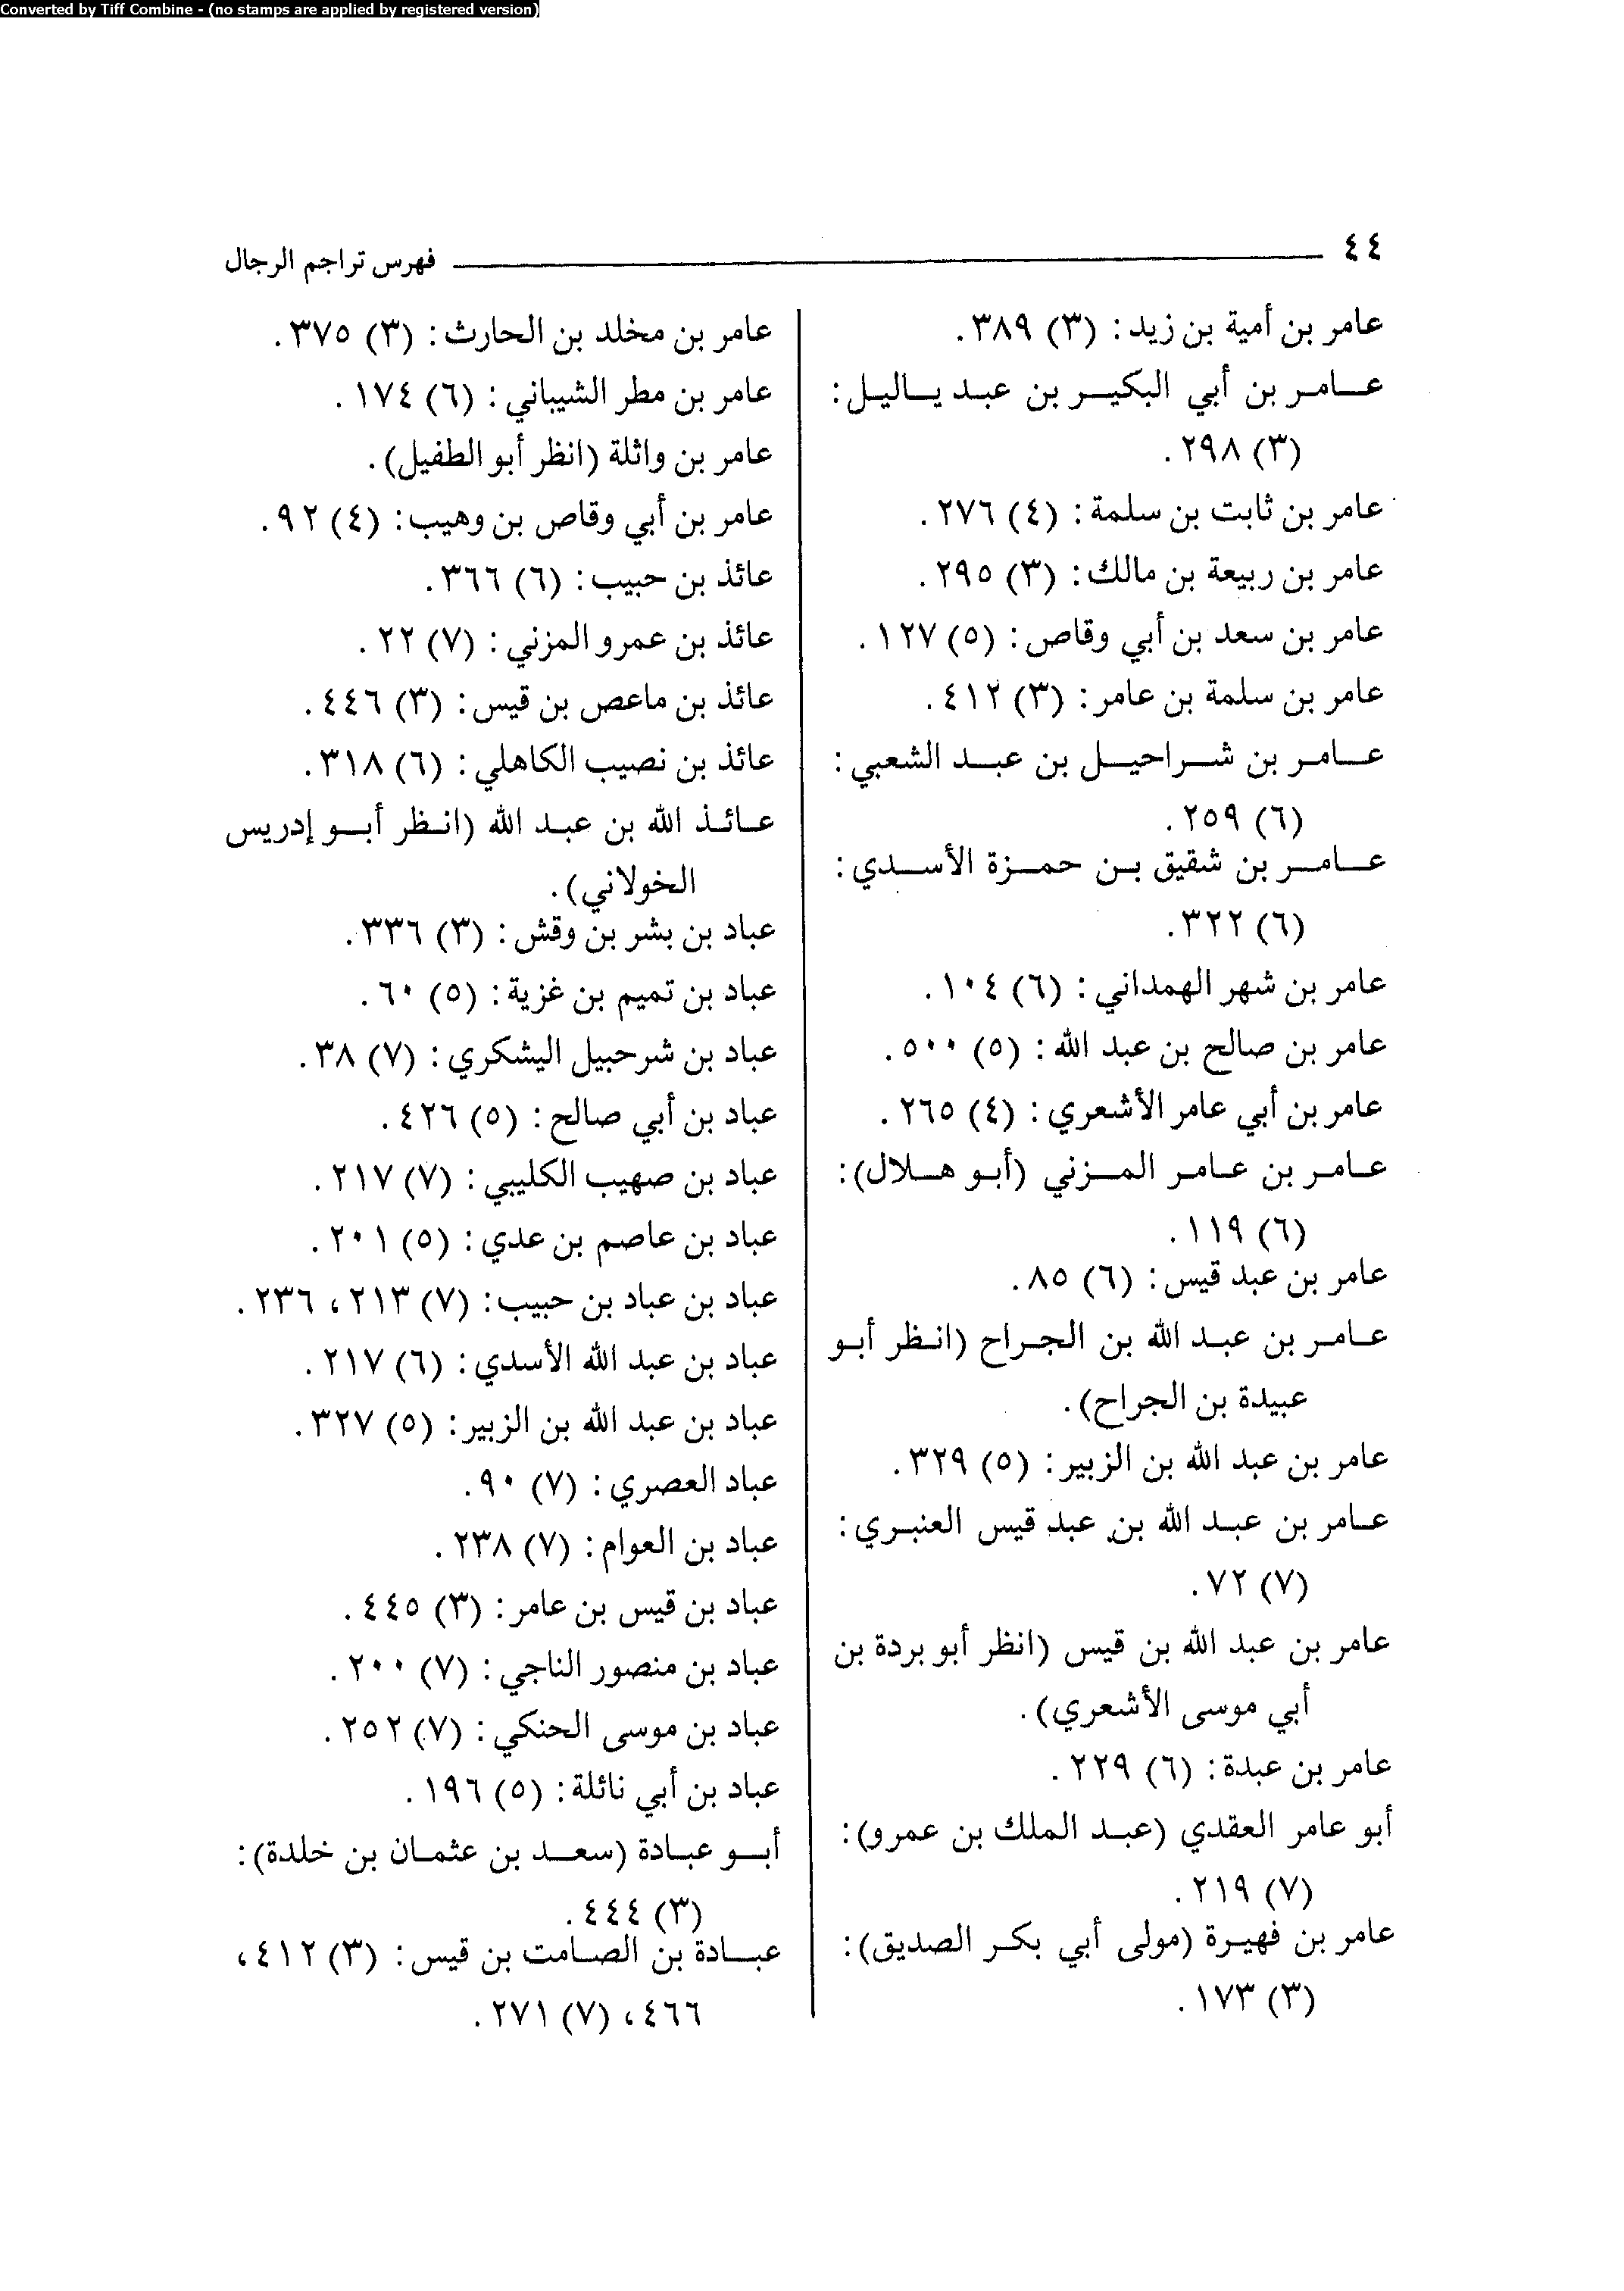 Converted by Tiff Combine - (no stamps are applied by registered version)
٤٤
فهرس تراجم الرجال
عامر بن أمية بن زيد: (٣) ٣٨٩.
عامر بن أبي البكير بن عبد ياليل:
(٣) ٢٩٨.
عامر بن ثابت بن سلمة: (٤) ٢٧٦.
عامر بن ربيعة بن مالك: (٣) ٢٩٥.
عامر بن سعد بن أبي وقاص: (٥) ١٢٧.
عامر بن سلمة بن عامر: (٣) ٤١٢.
عامر بن شراحيل بن عبد الشعبي:
(٦) ٢٥٩.
عامر بن شقيق بن حمزة الأسدي:
(٦) ٣٢٢.
عامر بن شهر الهمداني: (٦) ١٠٤.
عامر بن صالح بن عبد الله: (٥) ٥٠٠.
عامر بن أبي عامر الأشعري: (٤) ٢٦٥.
عامر بن عامر المزني (أبو هلال):
(٦) ١١٩.
عامر بن عبد قيس: (٦) ٨٥.
عامر بن عبد الله بن الجراح (انظر أبو
عبيدة بن الجراح).
عامر بن عبد الله بن الزبير: (٥) ٣٢٩.
عامر بن عبد الله بن عبد قيس العنبري:
(٧) ٧٢.
عامر بن عبد الله بن قيس (انظر أبو بردة بن
أبي موسى الأشعري).
عامر بن عبدة: (٦) ٢٢٩.
أبو عامر العقدي (عبد الملك بن عمرو):
(٧) ٢١٩.
عامر بن فهيرة (مولى أبي بكر الصديق):
(٣) ١٧٣.
عامر بن مخلد بن الحارث: (٣) ٣٧٥.
عامر بن مطر الشيباني: (٦) ١٧٤.
عامر بن واثلة (انظر أبو الطفيل).
عامر بن أبي وقاص بن وهيب: (٤) ٩٢.
عائذ بن حبيب: (٦) ٣٦٦.
عائذ بن عمرو المزني: (٧) ٢٢.
عائذ بن ماعص بن قيس: (٣) ٤٤٦.
عائذ بن نصيب الكاهلي: (٦) ٣١٨.
عائذ الله بن عبد الله (انظر أبو إدريس
الخولاني).
عباد بن بشر بن وقش: (٣) ٣٣٦.
عباد بن تميم بن غزية: (٥) ٦٠.
عباد بن شرحبيل اليشكري: (٧) ٣٨.
عباد بن أبي صالح: (٥) ٤٢٦.
عباد بن صهيب الكليبي: (٧) ٢١٧.
عباد بن عاصم بن عدي: (٥) ٢٠١.
عباد بن عباد بن حبيب: (٧) ٢١٣، ٢٣٦.
عباد بن عبد الله الأسدي: (٦) ٢١٧.
عباد بن عبد الله بن الزبير: (٥) ٣٢٧.
عباد العصري: (٧) ٩٠.
عباد بن العوام: (٧) ٢٣٨.
عباد بن قيس بن عامر: (٣) ٤٤٥.
عباد بن منصور الناجي: (٧) ٢٠٠.
عباد بن موسى الحنكي: (٧) ٢٥٢.
عباد بن أبي نائلة: (٥) ١٩٦.
أبو عبادة (سعد بن عثمان بن خلدة):
(٣) ٤٤٤.
عبادة بن الصامت بن قيس: (٣) ٤١٢،
٤٦٦، (٧) ٢٧١.